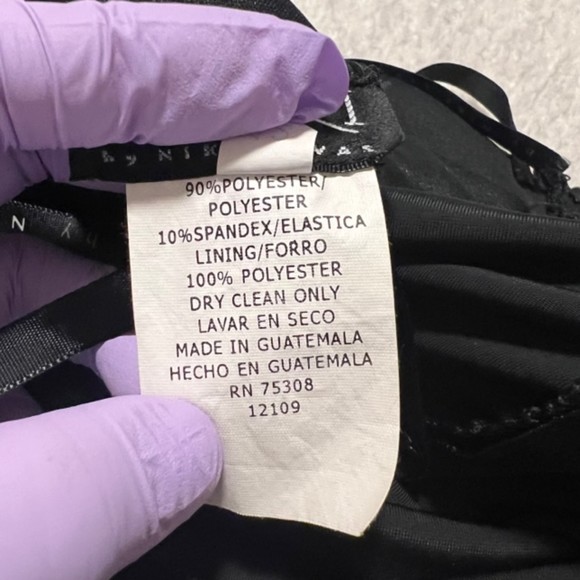 90%POLYESTER/
POLYESTER
10%SPANDEX/ELASTICA
LINING/FORRO
100% POLYESTER
DRY CLEAN ONLY
LAVAR EN SECO
MADE IN GUATEMALA
HECHO EN GUATEMALA
RN 75308
12109